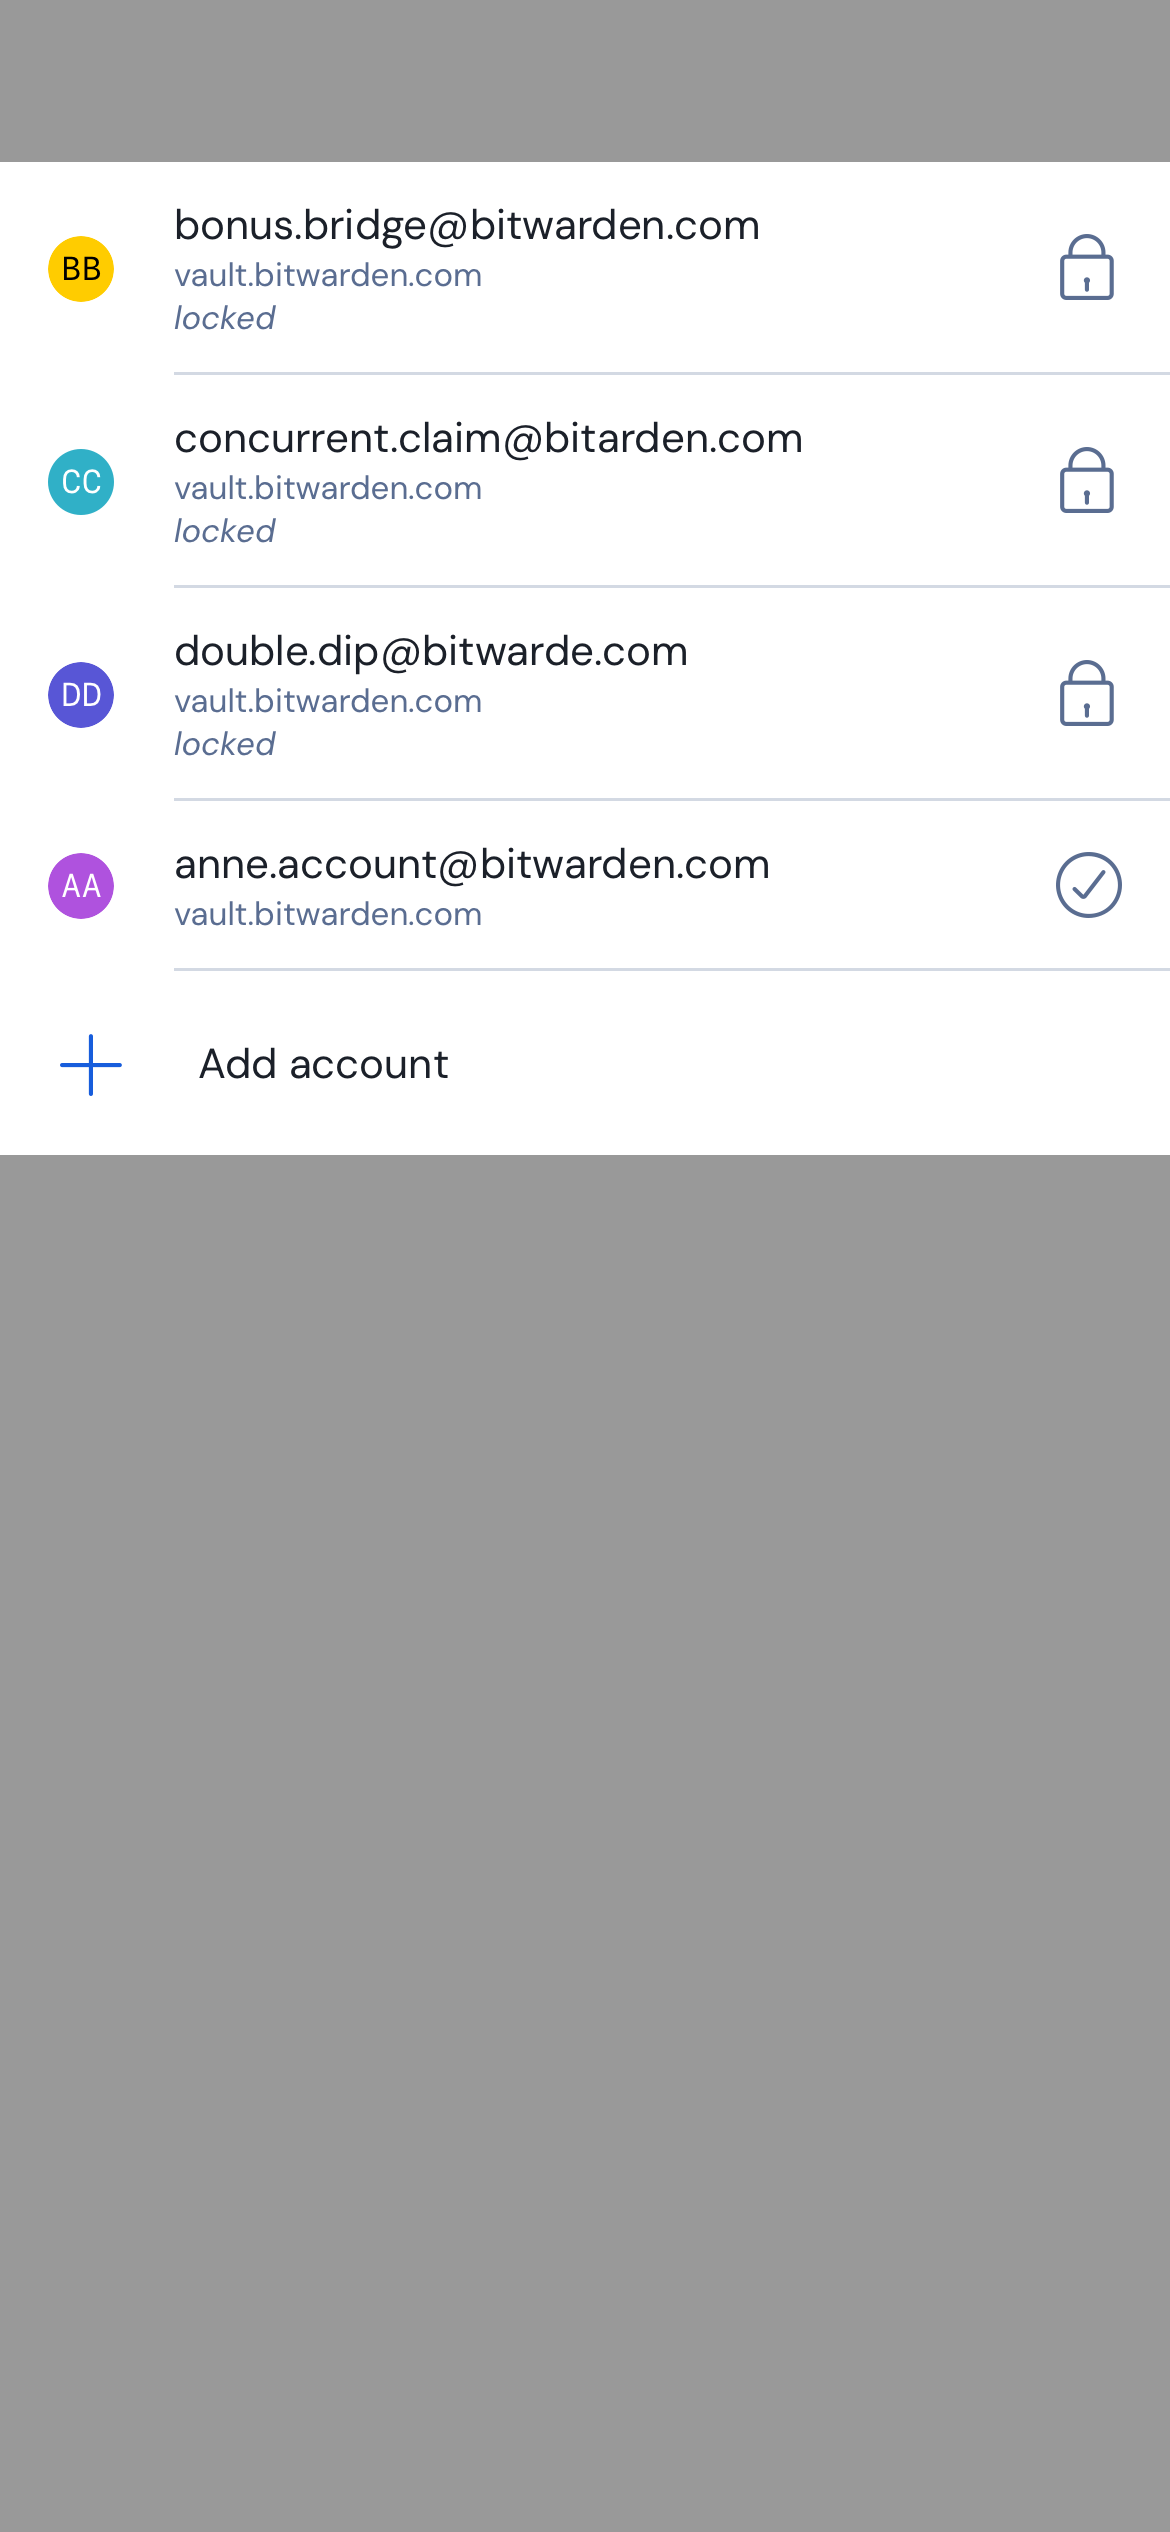 BB
bonus.bridge@bitwarden.com
vault.bitwarden.com
locked
CC
concurrent.claim@bitarden.com
vault.bitwarden.com
locked
DD
double.dip@bitwarde.com
vault.bitwarden.com
locked
AA
anne.account@bitwarden.com
vault.bitwarden.com
Add account